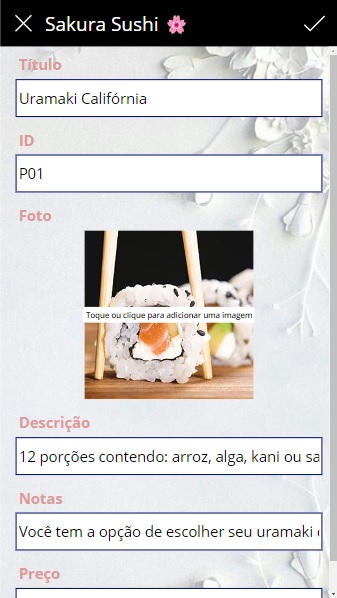 Sakura Sushi 🌸
Título
Uramaki Califórnia
ID
P01
Foto
Toque ou clique para adicionar uma imagem
Descrição
12 porções contendo: arroz, alga, kani ou sa
Notas
Você tem a opção de escolher seu uramaki
Preço